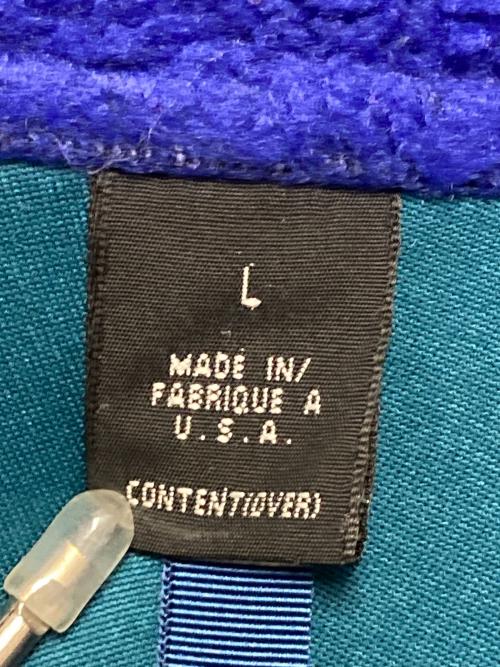 L
MADE IN/
FABRIQUE A
U.S.A.
CONTENT(OVER)